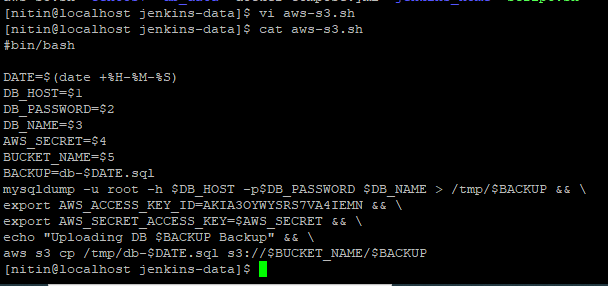 [nitin@localhost jenkins-data]$ vi aws-s3.sh
[nitin@localhost jenkins-data]$ cat aws-s3.sh
#bin/bash
DATE=$(date +%H-%M-%S)
DB_HOST=$1
DB_PASSWORD=$2
DB_NAME=$3
AWS_SECRET=$4
BUCKET_NAME=$5
BACKUP=db-$DATE.sql
mysqldump -u root -h $DB_HOST -p$DB_PASSWORD $DB_NAME > /tmp/$BACKUP && \
export AWS_ACCESS_KEY_ID=AKIA3OYWYSRS7VA4IEMN && \
export AWS_SECRET_ACCESS_KEY=$AWS_SECRET && \
echo "Uploading DB $BACKUP Backup" && \
aws s3 cp /tmp/db-$DATE.sql s3://$BUCKET_NAME/$BACKUP
[nitin@localhost jenkins-data]$